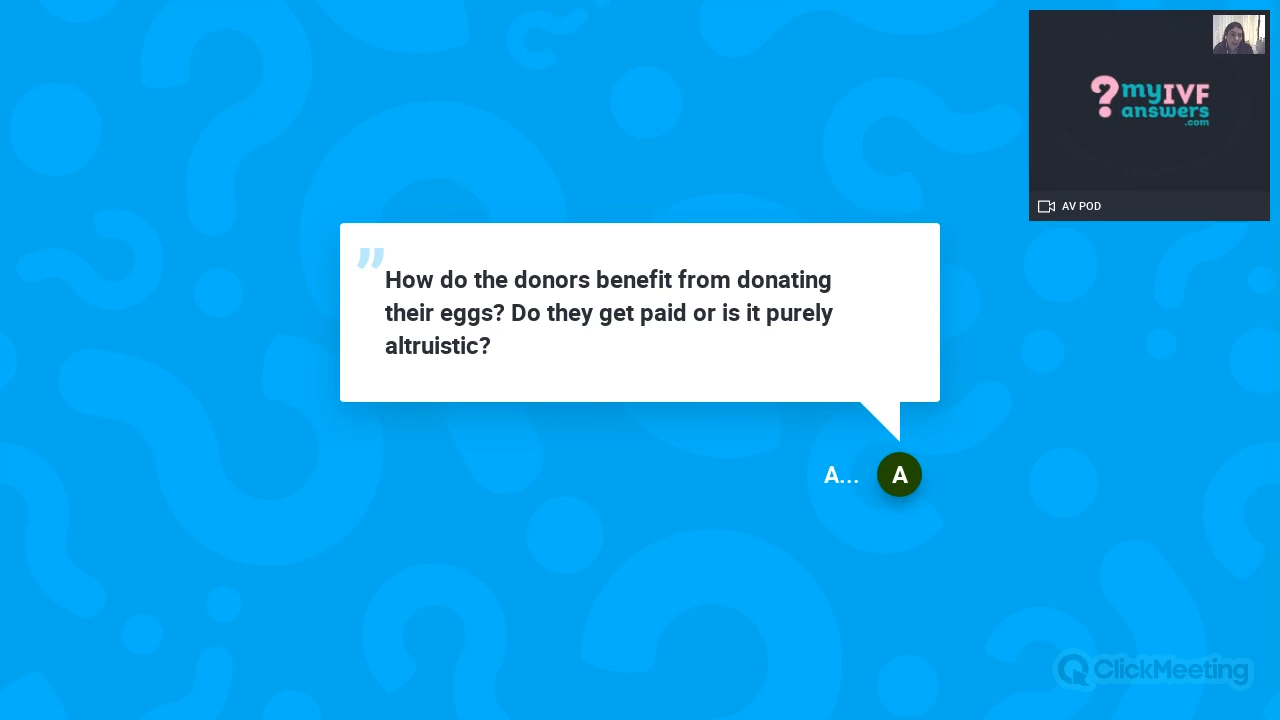 ?myIVF
answers
.com
AV POD
”
How do the donors benefit from donating
their eggs? Do they get paid or is it purely
altruistic?
A... A
ClickMeeting